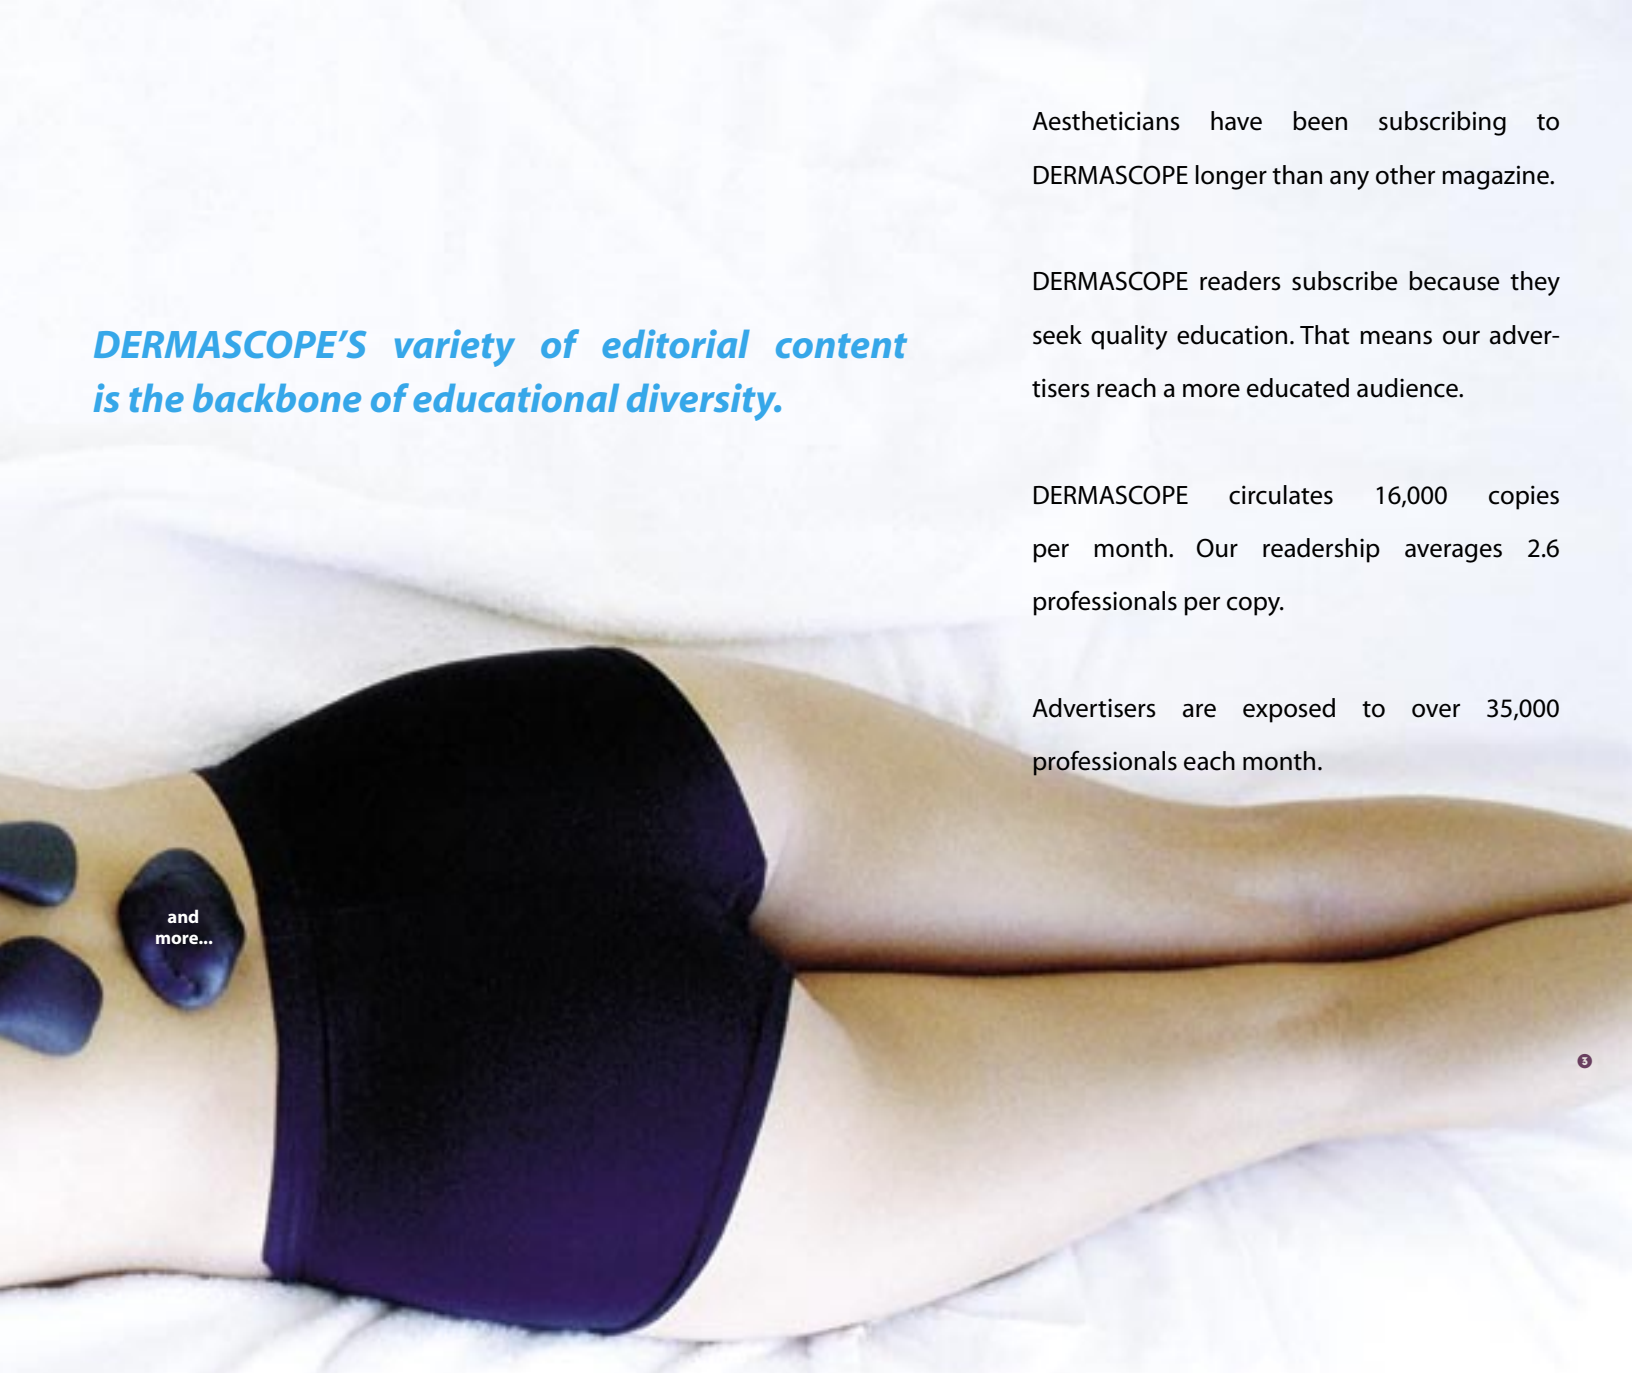 DERMASCOPE’S variety of editorial content
is the backbone of educational diversity.
Aestheticians have been subscribing to
DERMASCOPE longer than any other magazine.
DERMASCOPE readers subscribe because they
seek quality education. That means our adver-
tisers reach a more educated audience.
DERMASCOPE circulates 16,000 copies
per month. Our readership averages 2.6
professionals per copy.
Advertisers are exposed to over 35,000
professionals each month.
and
more...
3